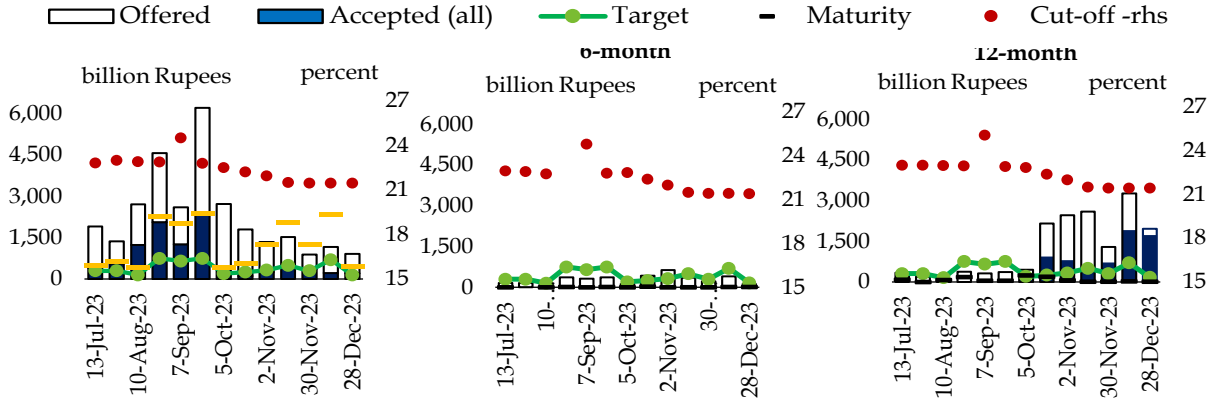 Offered Accepted (all) Target Maturity Cut-off -rhs
billion Rupees percent
6,000
4,500
3,000
1,500
0
27
24
21
18
15
13-Jul-23
10-Aug-23
7-Sep-23
5-Oct-23
2-Nov-23
30-Nov-23
28-Dec-23
6-month
billion Rupees percent
6,000
4,500
3,000
1,500
0
27
24
21
18
15
13-Jul-23
10-...
7-Sep-23
5-Oct-23
2-Nov-23
30-...
28-Dec-23
12-month
billion Rupees percent
6,000
4,500
3,000
1,500
0
27
24
21
18
15
13-Jul-23
10-Aug-23
7-Sep-23
5-Oct-23
2-Nov-23
30-Nov-23
28-Dec-23